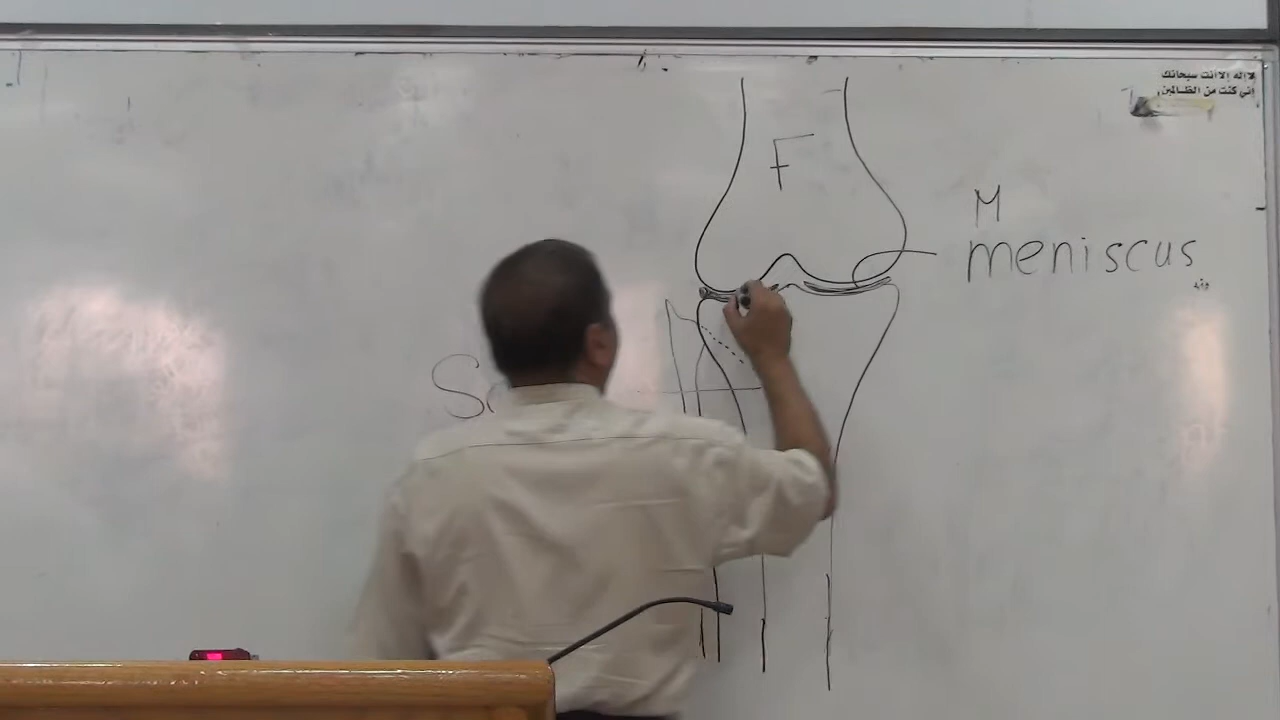 لا إله إلا أنت سبحانك
إني كنت من الظالمين
F
M
meniscus